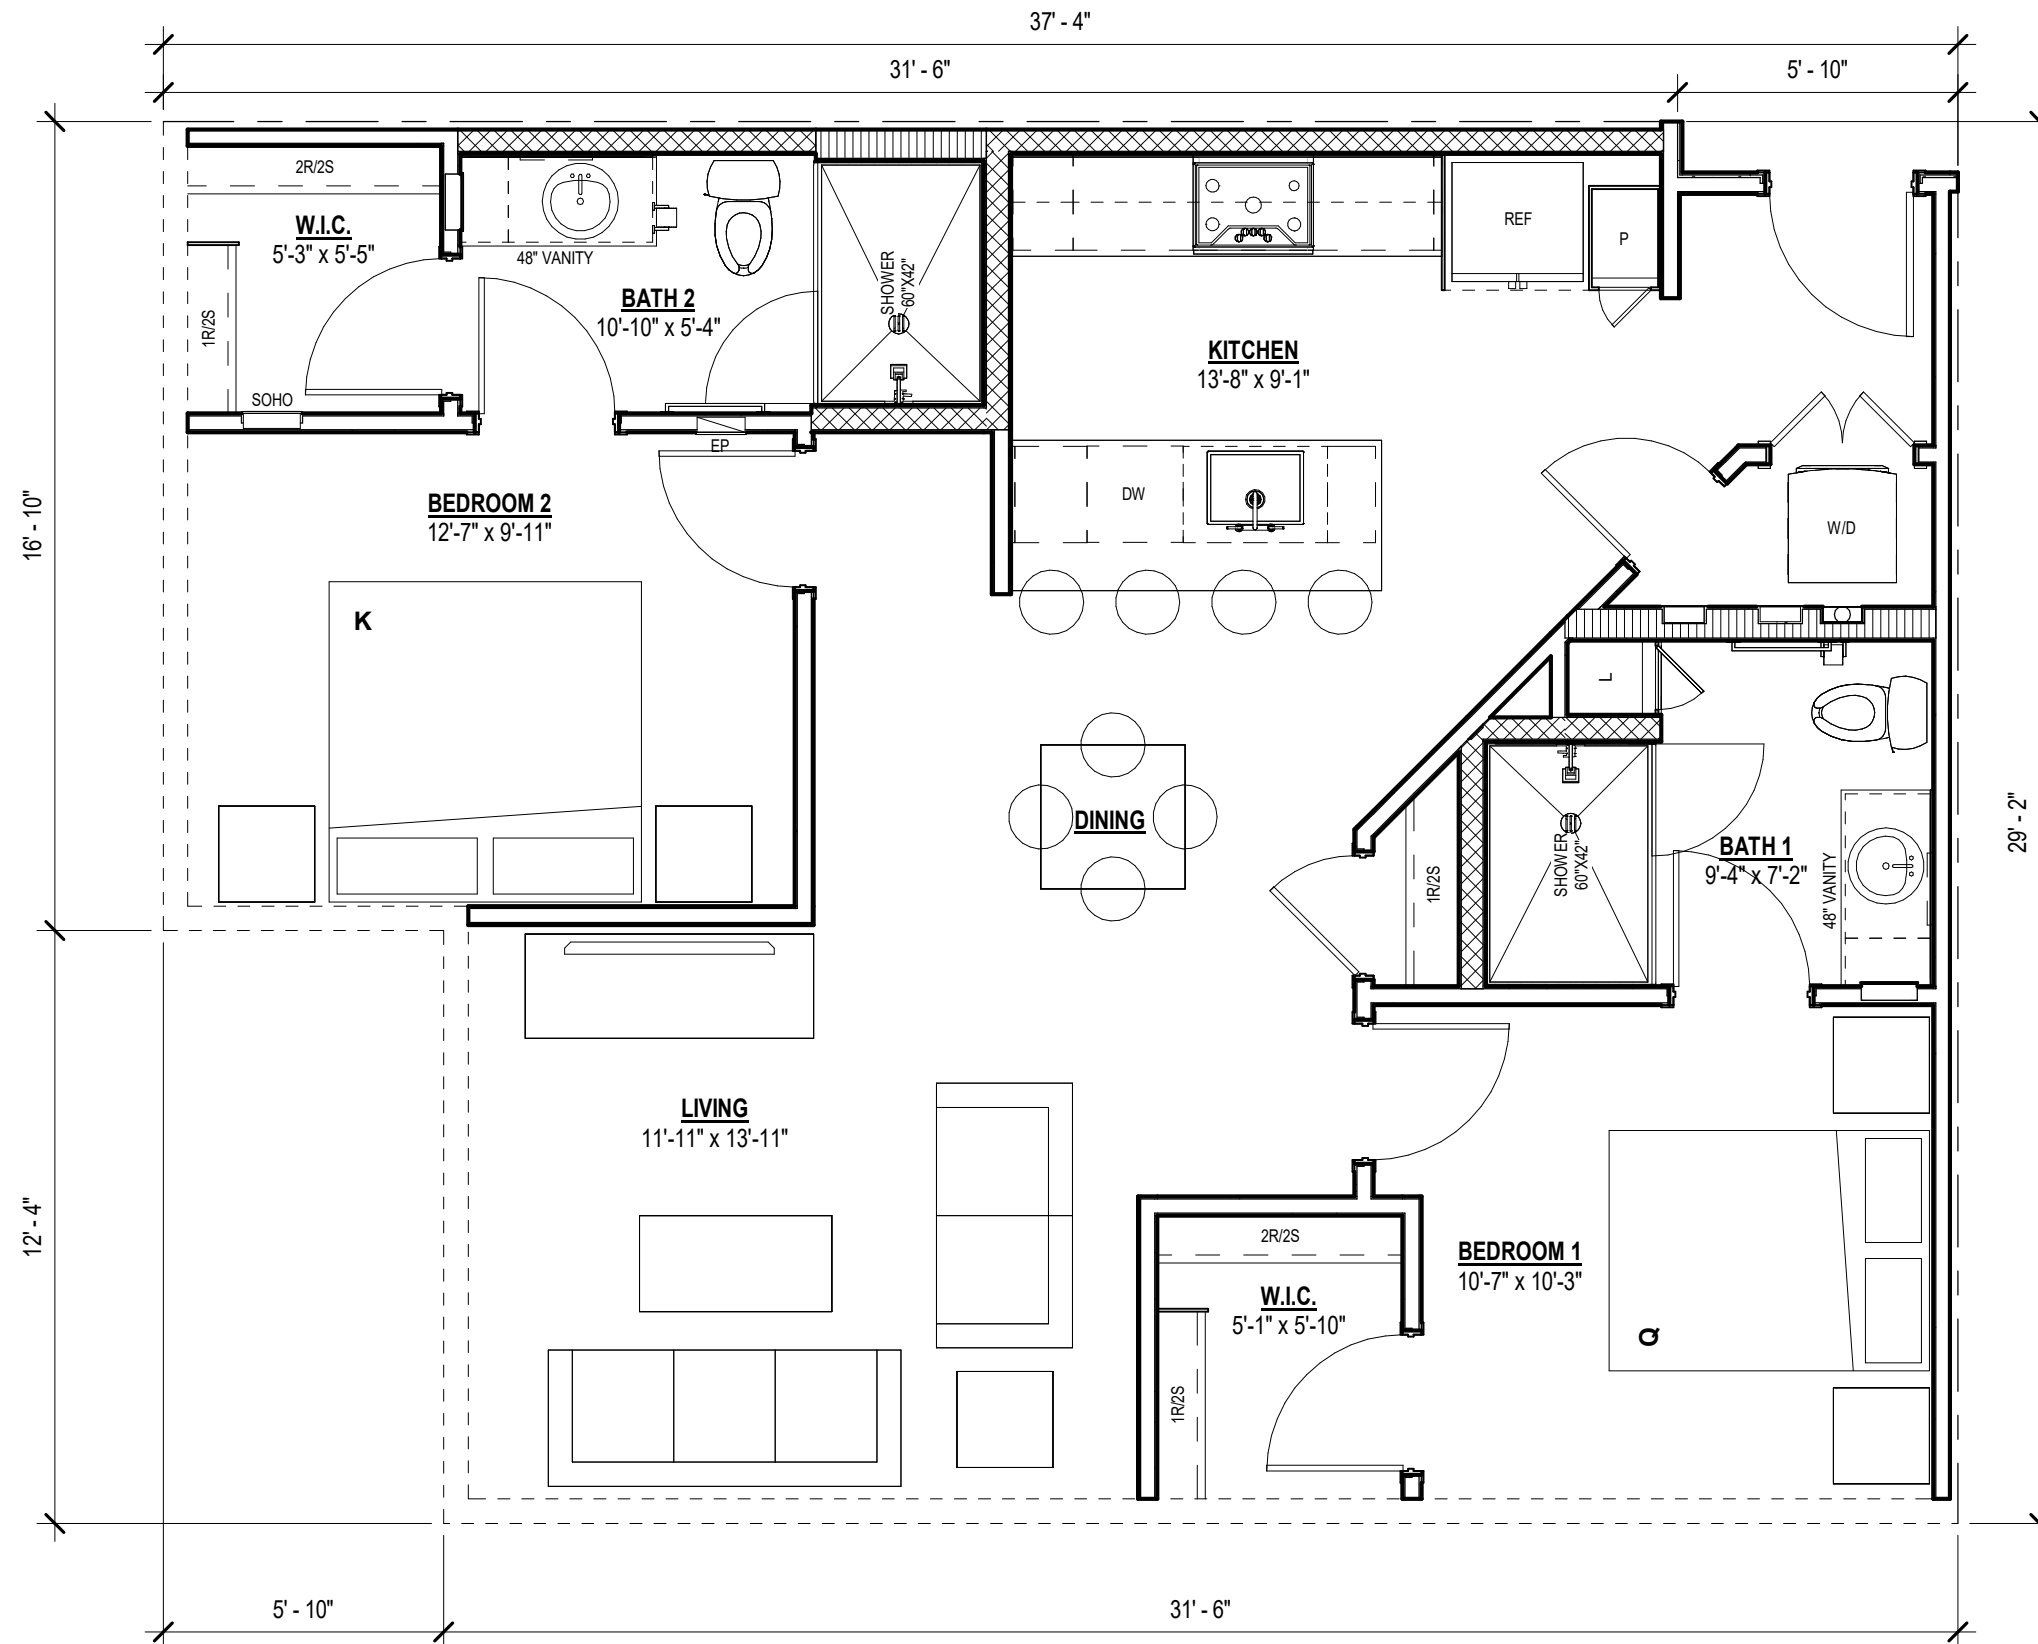 37' - 4"
31' - 6"
5' - 10"
2R/2S
W.I.C.
5'-3" x 5'-5"
1R/2S
SOHO
48" VANITY
BATH 2
10'-10" x 5'-4"
SHOWER
60"X42"
EP
REF
P
KITCHEN
13'-8" x 9'-1"
DW
W/D
16' - 10"
BEDROOM 2
12'-7" x 9'-11"
K
L
DINING
1R/2S
SHOWER
60"X42"
BATH 1
9'-4" x 7'-2"
48" VANITY
29' - 2"
LIVING
11'-11" x 13'-11"
12' - 4"
2R/2S
W.I.C.
5'-1" x 5'-10"
1R/2S
BEDROOM 1
10'-7" x 10'-3"
Q
5' - 10"
31' - 6"